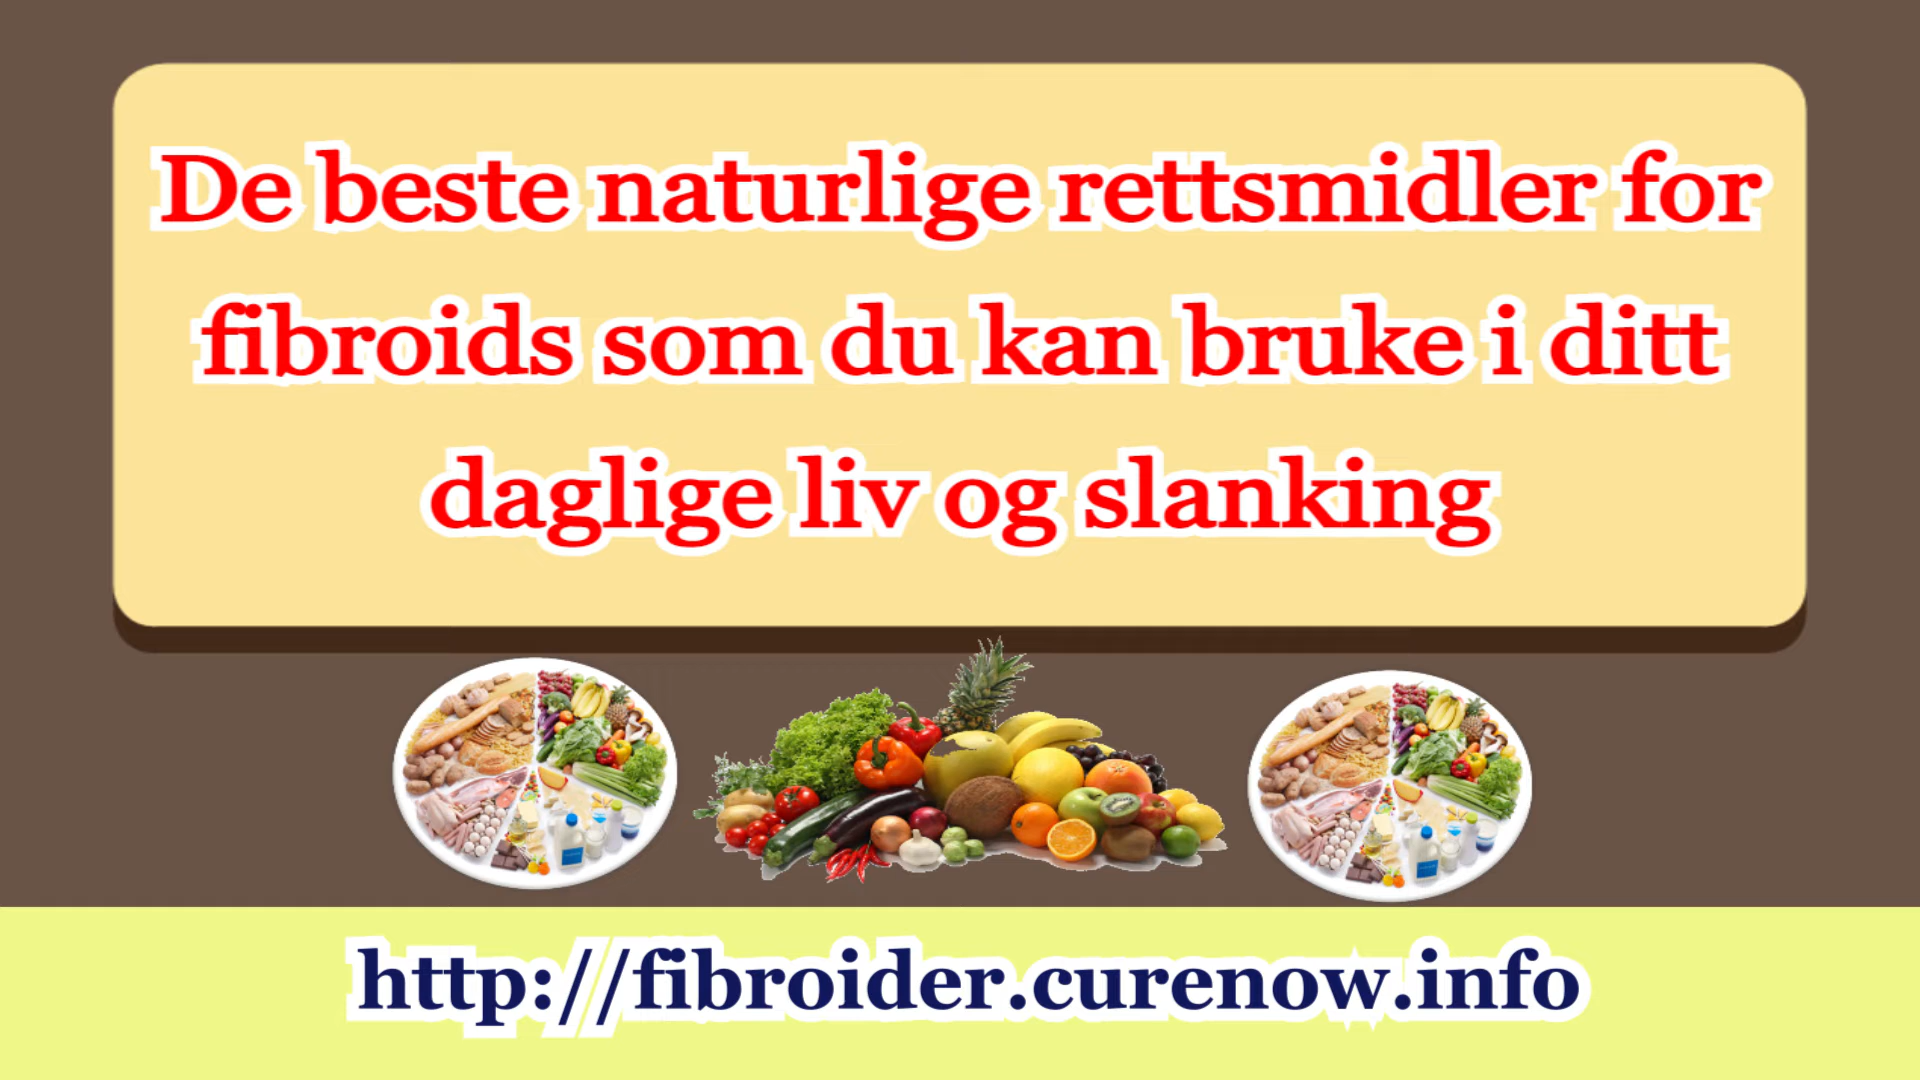 De beste naturlige rettsmidler for
fibroids som du kan bruke i ditt
daglige liv og slanking
http://fibroider.curenow.info